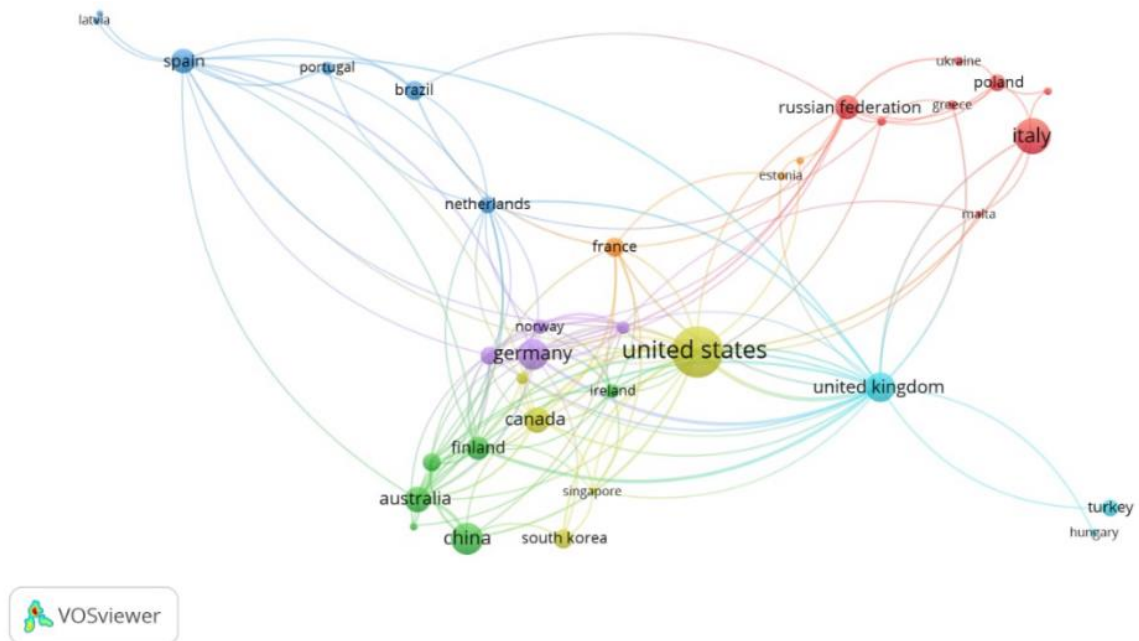 latvia
spain
portugal
brazil
ukraine
poland
russian federation
greece
italy
estonia
netherlands
malta
france
norway
germany
united states
ireland
united kingdom
canada
finland
singapore
australia
turkey
china
south korea
hungary
VOSviewer